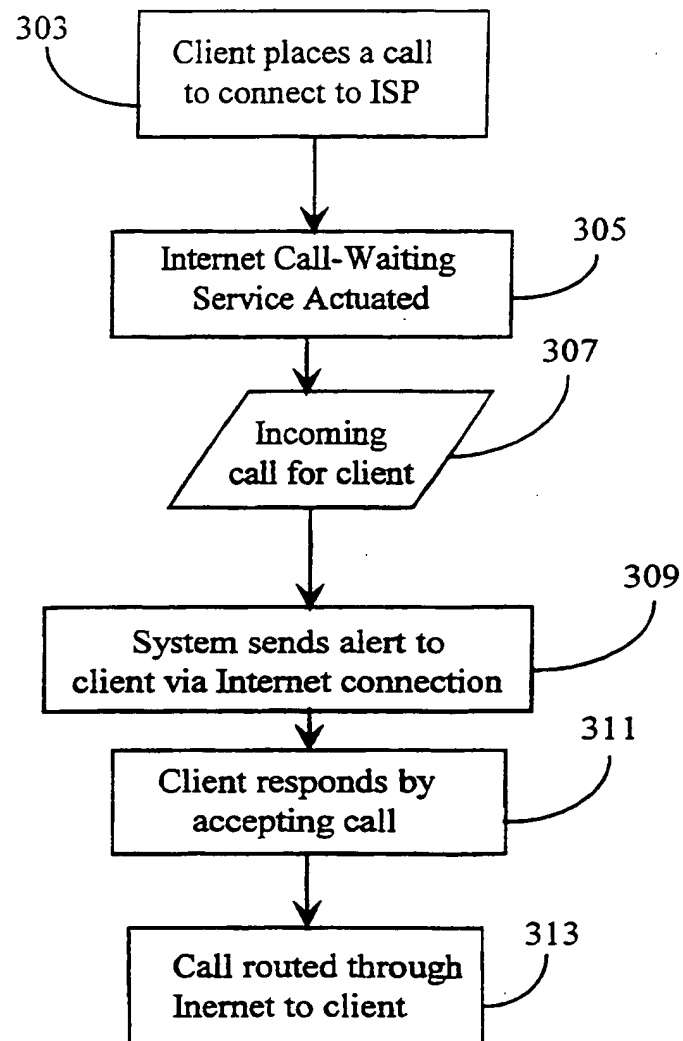 303
Client places a call
to connect to ISP
305
Internet Call-Waiting
Service Actuated
307
Incoming
call for client
309
System sends alert to
client via Internet connection
311
Client responds by
accepting call
313
Call routed through
Inernet to client